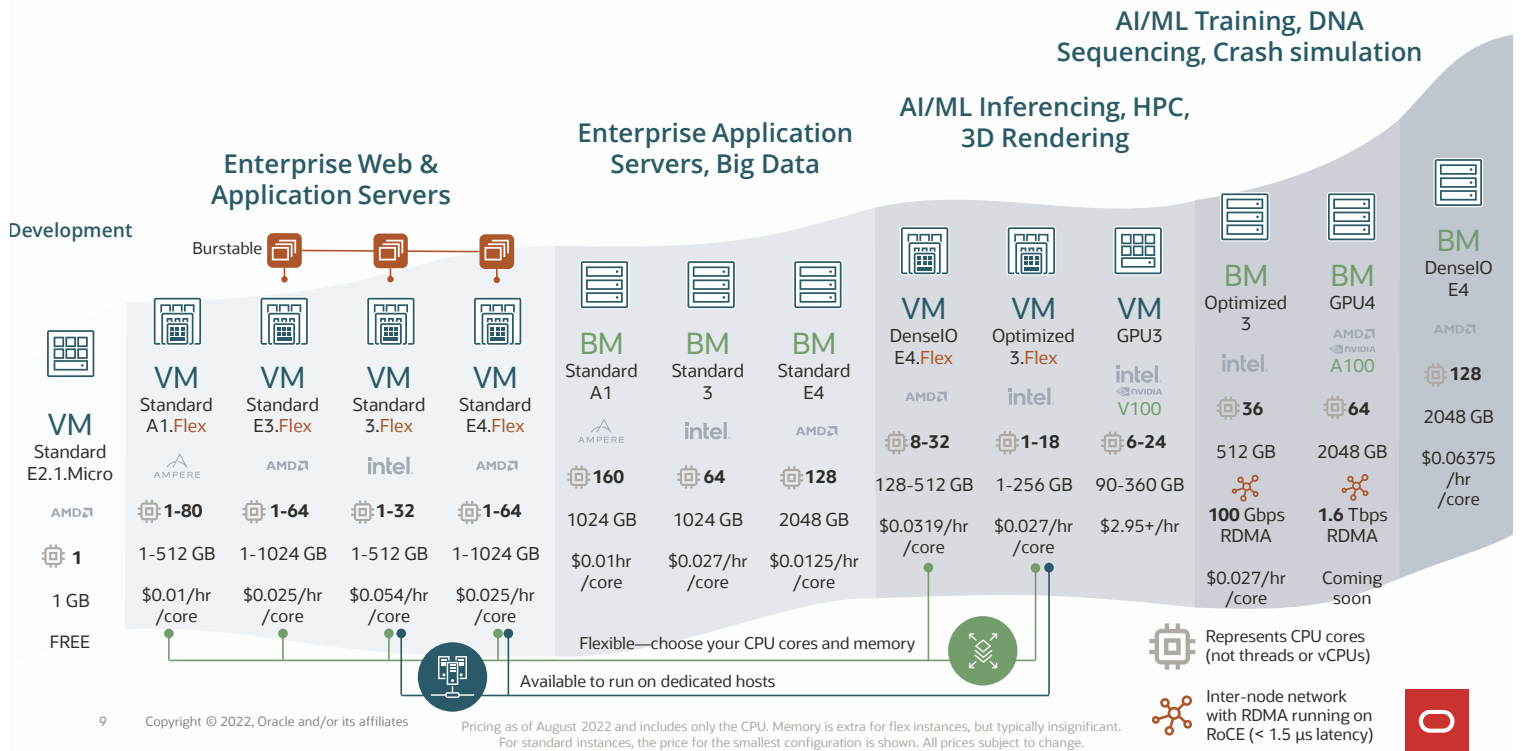 AI/ML Training, DNA
Sequencing, Crash simulation
AI/ML Inferencing, HPC,
3D Rendering
Enterprise Application
Servers, Big Data
Enterprise Web &
Application Servers
Development
Burstable
VM
Standard
E2.1.Micro
AMD
1
1 GB
FREE
VM
Standard
A1.Flex
AMPERE
1-80
1-512 GB
$0.01/hr
/core
VM
Standard
E3.Flex
AMD
1-64
1-1024 GB
$0.025/hr
/core
VM
Standard
3.Flex
intel.
1-32
1-512 GB
$0.054/hr
/core
VM
Standard
E4.Flex
AMD
1-64
1-1024 GB
$0.025/hr
/core
BM
Standard
A1
AMPERE
160
1024 GB
$0.01hr
/core
BM
Standard
3
intel.
64
1024 GB
$0.027/hr
/core
BM
Standard
E4
AMD
128
2048 GB
$0.0125/hr
/core
VM
DenseIO
E4.Flex
AMD
8-32
128-512 GB
$0.0319/hr
/core
VM
Optimized
3.Flex
intel.
1-18
1-256 GB
$0.027/hr
/core
VM
GPU3
intel.
NVIDIA
V100
6-24
90-360 GB
$2.95+/hr
BM
Optimized
3
intel.
36
512 GB
100 Gbps
RDMA
$0.027/hr
/core
BM
GPU4
AMD
NVIDIA
A100
64
2048 GB
1.6 Tbps
RDMA
Coming
soon
BM
DenseIO
E4
AMD
128
2048 GB
$0.06375
/hr
/core
Flexible—choose your CPU cores and memory
Available to run on dedicated hosts
Represents CPU cores
(not threads or vCPUs)
Inter-node network
with RDMA running on
RoCE (< 1.5 µs latency)
9
Copyright © 2022, Oracle and/or its affiliates
Pricing as of August 2022 and includes only the CPU. Memory is extra for flex instances, but typically insignificant.
For standard instances, the price for the smallest configuration is shown. All prices subject to change.